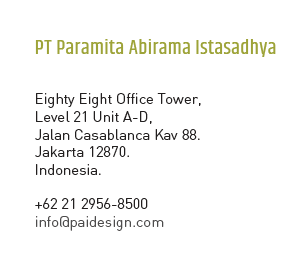 PT Paramita Abirama Istasadhya
Eighty Eight Office Tower,
Level 21 Unit A-D,
Jalan Casablanca Kav 88.
Jakarta 12870.
Indonesia.
+62 21 2956-8500
info@paidesign.com